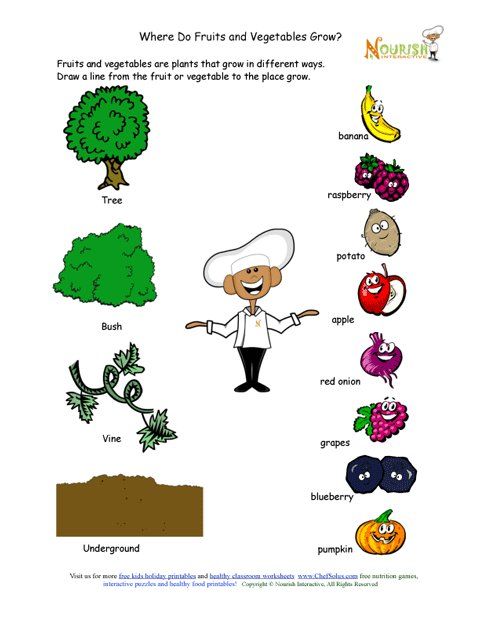 Where Do Fruits and Vegetables Grow?
NOURISH
INTERACTIVE
Fruits and vegetables are plants that grow in different ways.
Draw a line from the fruit or vegetable to the place grow.
banana
raspberry
Tree
potato
apple
Bush
N
red onion
Vine
grapes
blueberry
Underground
pumpkin
Visit us for more free kids holiday printables and healthy classroom worksheets www.ChefSolus.com free nutrition games,
interactive puzzles and healthy food printables! Copyright © Nourish Interactive, All Rights Reserved